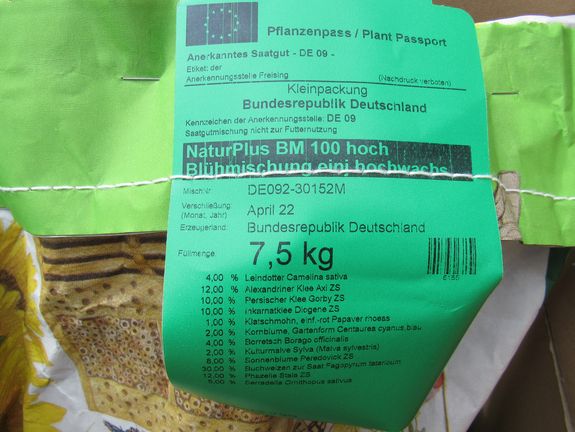 Pflanzenpass / Plant Passport
Anerkanntes Saatgut - DE 09 -
Etikett der
Anerkennungsstelle Freising (Nachdruck verboten)
Kleinpackung
Bundesrepublik Deutschland
Kennzeichen der Anerkennungsstelle: DE 09
Saatgutmischung nicht zur Futternutzung
NaturPlus BM 100 hoch
Blühmischung einj hochwachs
MischNr DE092-30152M
Verschließung: April 22
(Monat, Jahr)
Erzeugerland: Bundesrepublik Deutschland
Füllmenge: 7,5 kg
6155
4,00 % Leindotter Camelina sativa
12,00 % Alexandriner Klee Axi ZS
10,00 % Persischer Klee Gorby ZS
10,00 % Inkarnatklee Diogene ZS
1,00 % Klatschmohn, einf.-rot Papaver rhoeas
2,00 % Kornblume, Gartenform Centaurea cyanus,blau
4,00 % Borretsch Borago officinalis
2,00 % Kulturmalve Sylva (Malva sylvestris)
8,00 % Sonnenblume Peredovick ZS
30,00 % Buchweizen zur Saat Fagopyrum tataricum
12,00 % Phazelie Stala ZS
5,00 % Serradella Ornithopus sativus